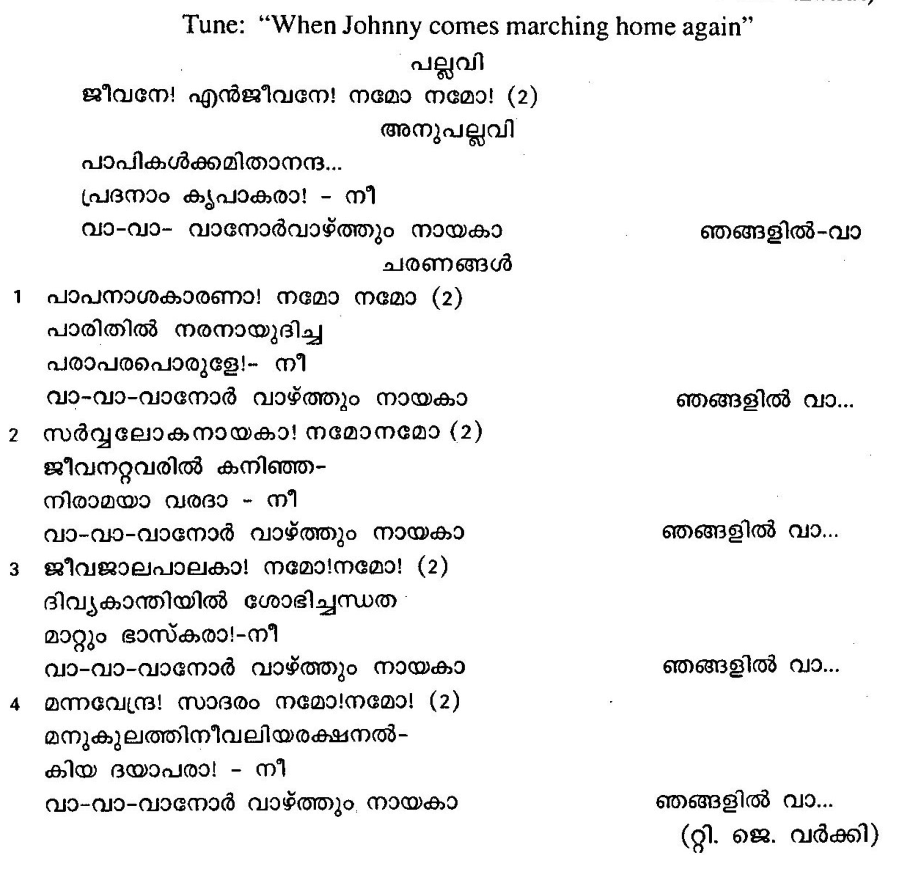 Tune: “When Johnny comes marching home again”
പല്ലവി
ജീവനേ! എൻജീവനേ! നമോ നമോ! (2)
അനുപല്ലവി
പാപികൾക്കമിതാനന്ദ...
പ്രദനാം കൃപാകരാ! - നീ
വാ-വാ- വാനോർവാഴ്ത്തും നായകാ ഞങ്ങളിൽ-വാ
ചരണങ്ങൾ
1 പാപനാശകാരണാ! നമോ നമോ (2)
പാരിതിൽ നരനായുദിച്ച
പരാപരപൊരുളേ!- നീ
വാ-വാ-വാനോർ വാഴ്ത്തും നായകാ ഞങ്ങളിൽ വാ...
2 സർവ്വലോകനായകാ! നമോനമോ (2)
ജീവനറ്റവരിൽ കനിഞ്ഞ-
നിരാമയാ വരദാ - നീ
വാ-വാ-വാനോർ വാഴ്ത്തും നായകാ ഞങ്ങളിൽ വാ...
3 ജീവജാലപാലകാ! നമോ!നമോ! (2)
ദിവ്യകാന്തിയിൽ ശോഭിച്ചന്ധത
മാറ്റും ഭാസ്കരാ!-നീ
വാ-വാ-വാനോർ വാഴ്ത്തും നായകാ ഞങ്ങളിൽ വാ...
4 മന്നവേന്ദ്ര! സാദരം നമോ!നമോ! (2)
മനുകുലത്തിനീവലിയരക്ഷനൽ-
കിയ ദയാപരാ! - നീ
വാ-വാ-വാനോർ വാഴ്ത്തും നായകാ ഞങ്ങളിൽ വാ...
(റ്റി. ജെ. വർക്കി)